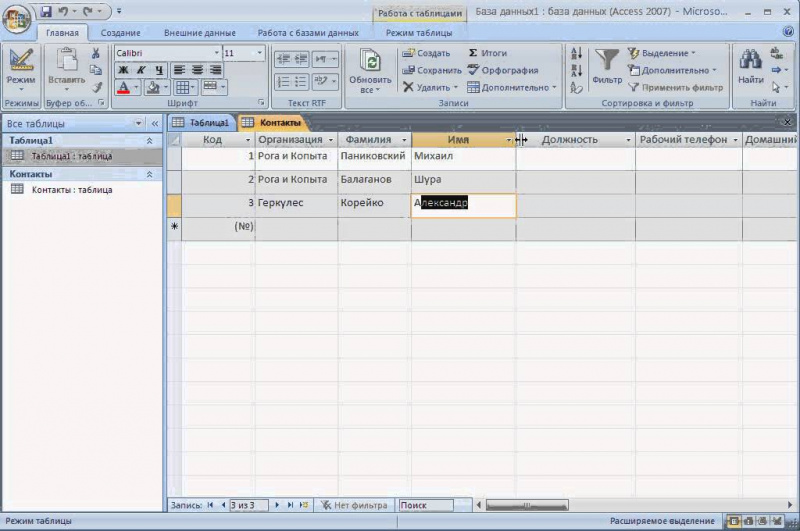 Работа с таблицами
База данных1 : база данных (Access 2007) - Microso...
Главная Создание Внешние данные Работа с базами данных Режим таблицы
Режим
Режимы
Вставить
Буфер об...
Calibri 11
Ж К Ч
А
Шрифт
Текст RTF
Обновить все
Создать
Сохранить
Удалить
Итоги
Орфография
Дополнительно
Записи
Фильтр
Выделение
Дополнительно
Применить фильтр
Сортировка и фильтр
Найти
Найти
Все таблицы
Таблица1
Таблица1 : таблица
Контакты
Контакты : таблица
Таблица1 Контакты
Код Организация Фамилия Имя Должность Рабочий телефон Домашний
1 Рога и Копыта Паниковский Михаил
2 Рога и Копыта Балаганов Шура
3 Геркулес Корейко Александр
* (№)
Запись: 3 из 3 Нет фильтра Поиск
Режим таблицы Расширяемое выделение